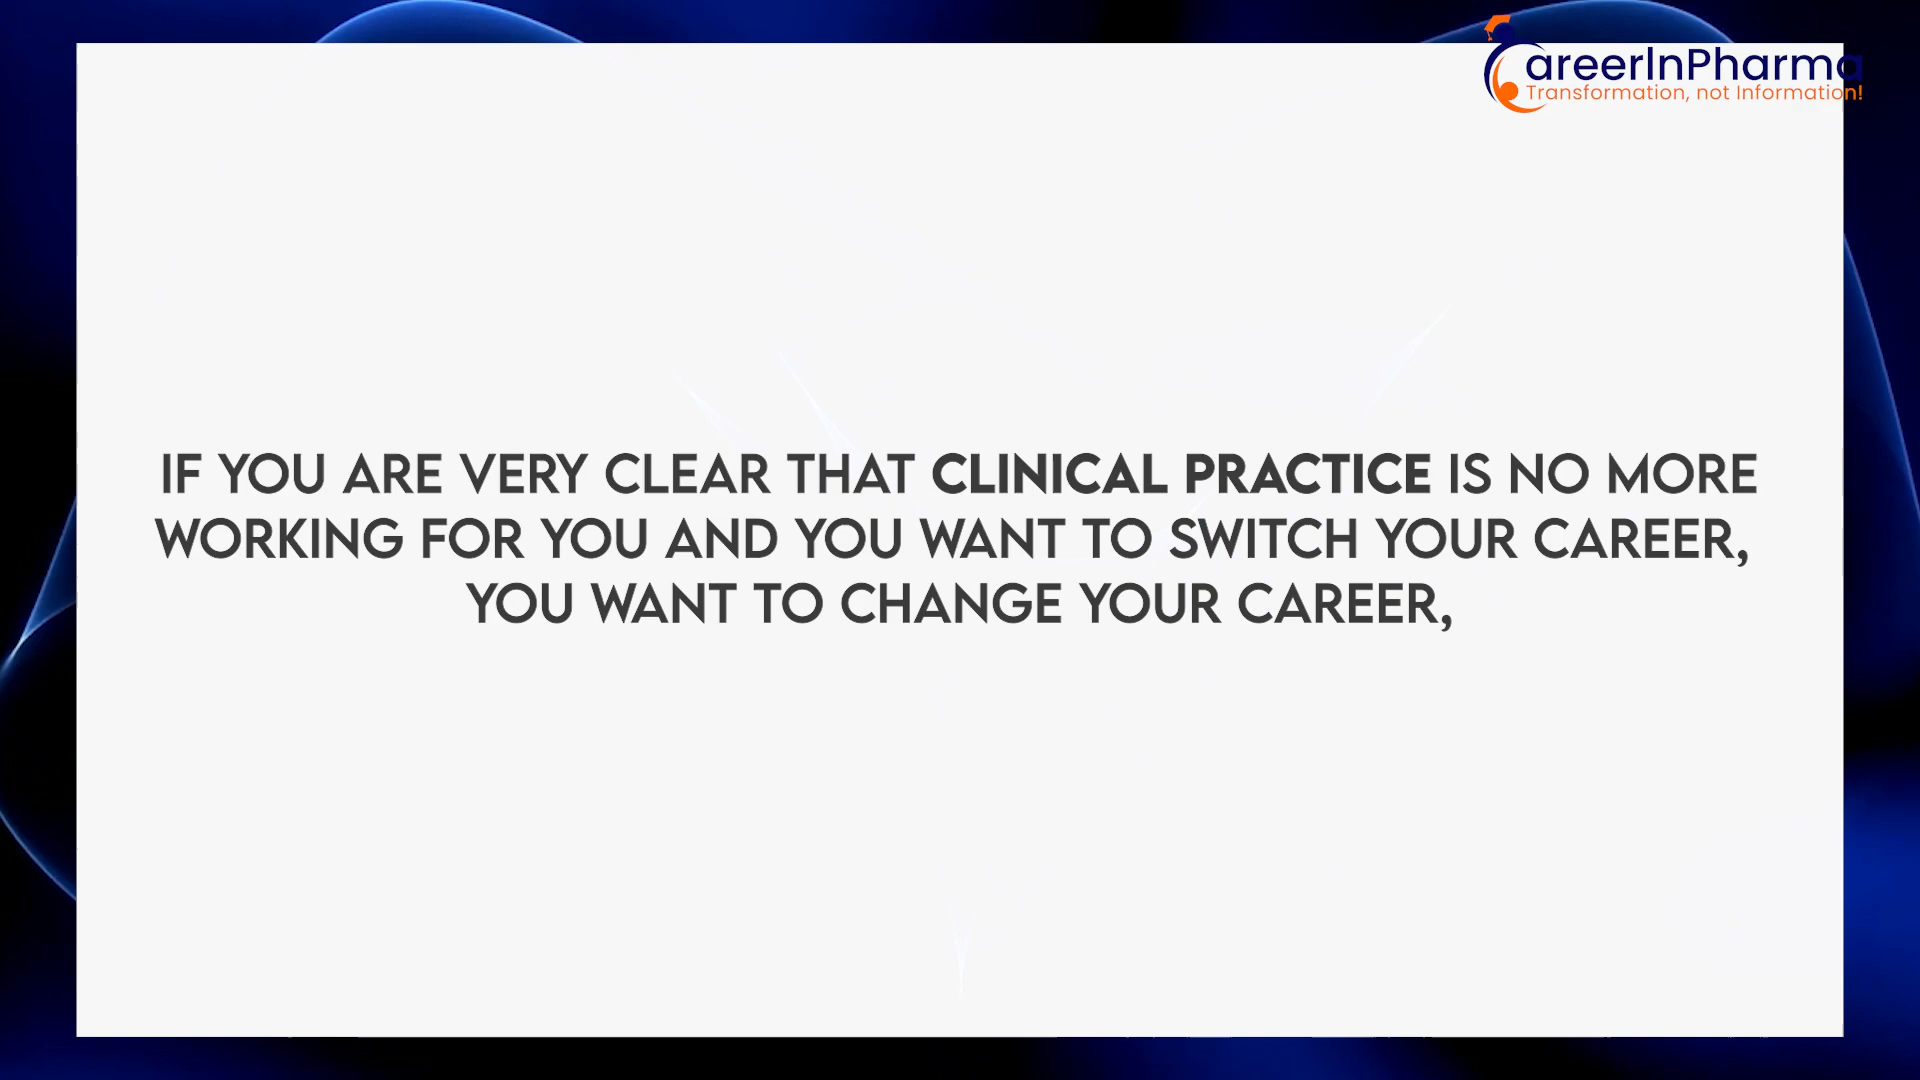 CareerInPharma
Transformation, not Information!
IF YOU ARE VERY CLEAR THAT CLINICAL PRACTICE IS NO MORE
WORKING FOR YOU AND YOU WANT TO SWITCH YOUR CAREER,
YOU WANT TO CHANGE YOUR CAREER,